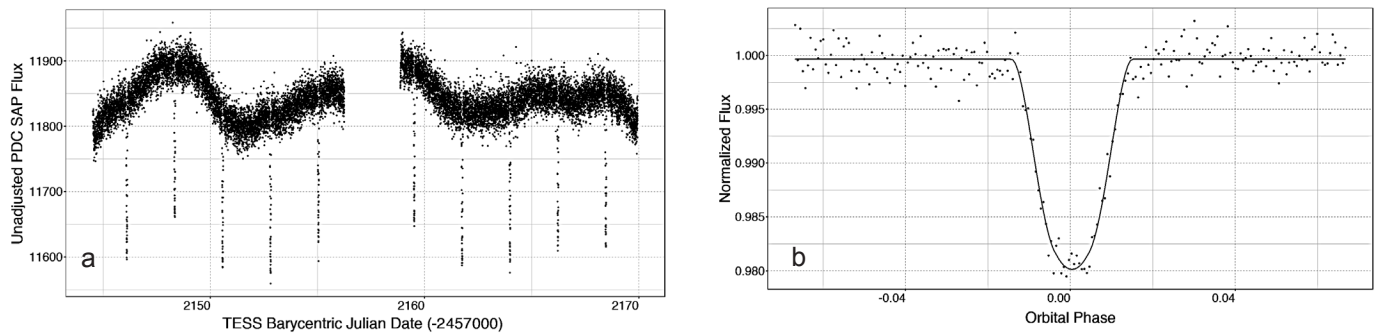 Unadjusted PDC SAP Flux
11900
11800
11700
11600
a
2150
2160
2170
TESS Barycentric Julian Date (-2457000)
Normalized Flux
1.000
0.995
0.990
0.985
0.980
b
-0.04
0.00
0.04
Orbital Phase